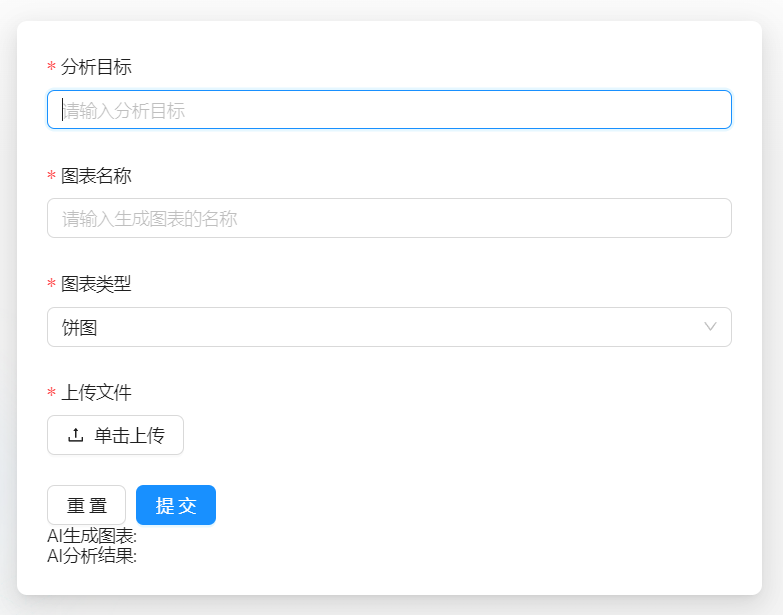 * 分析目标
请输入分析目标
* 图表名称
请输入生成图表的名称
* 图表类型
饼图
* 上传文件
单击上传
重 置 提 交
AI生成图表:
AI分析结果: